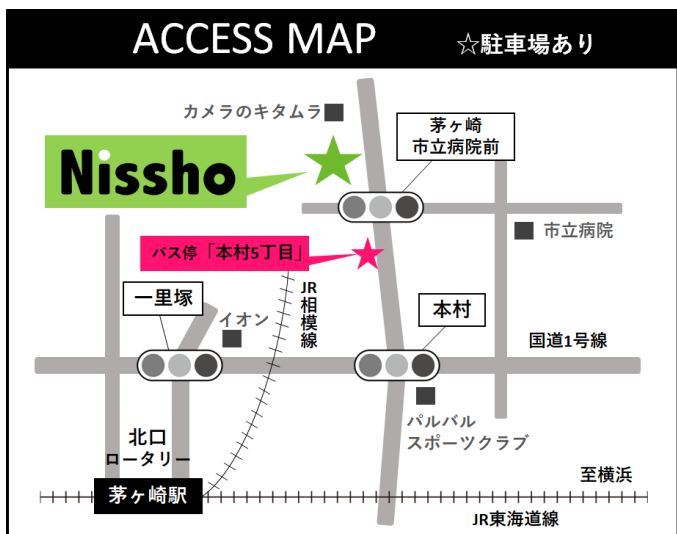 ACCESS MAP
☆駐車場あり
カメラのキタムラ
茅ヶ崎
市立病院前
Nissho
市立病院
バス停「本村5丁目」
JR
相模線
一里塚
イオン
本村
国道1号線
パルバル
スポーツクラブ
北口
ロータリー
至横浜
茅ヶ崎駅
JR東海道線